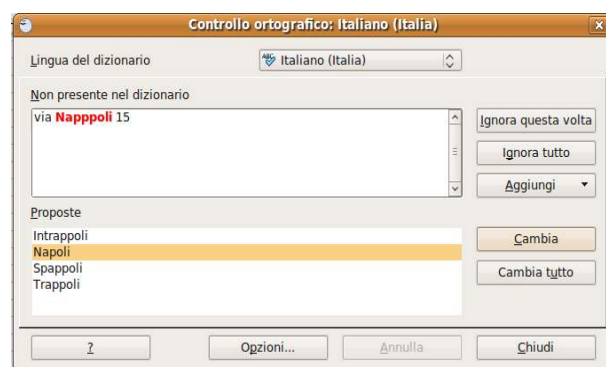 Controllo ortografico: Italiano (Italia)
Lingua del dizionario
ABC Italiano (Italia)
Non presente nel dizionario
via Napppoli 15
Ignora questa volta
Ignora tutto
Aggiungi
Proposte
Intrappoli
Napoli
Spappoli
Trappoli
Cambia
Cambia tutto
?
Opzioni...
Annulla
Chiudi